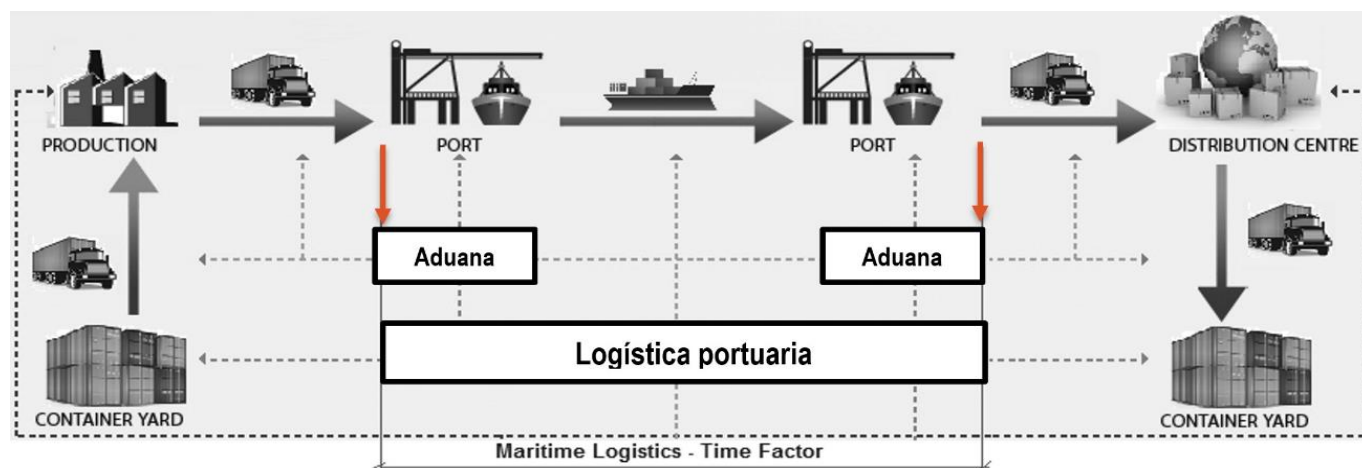 PRODUCTION
PORT
PORT
DISTRIBUTION CENTRE
Aduana
Aduana
Logística portuaria
CONTAINER YARD
CONTAINER YARD
Maritime Logistics - Time Factor